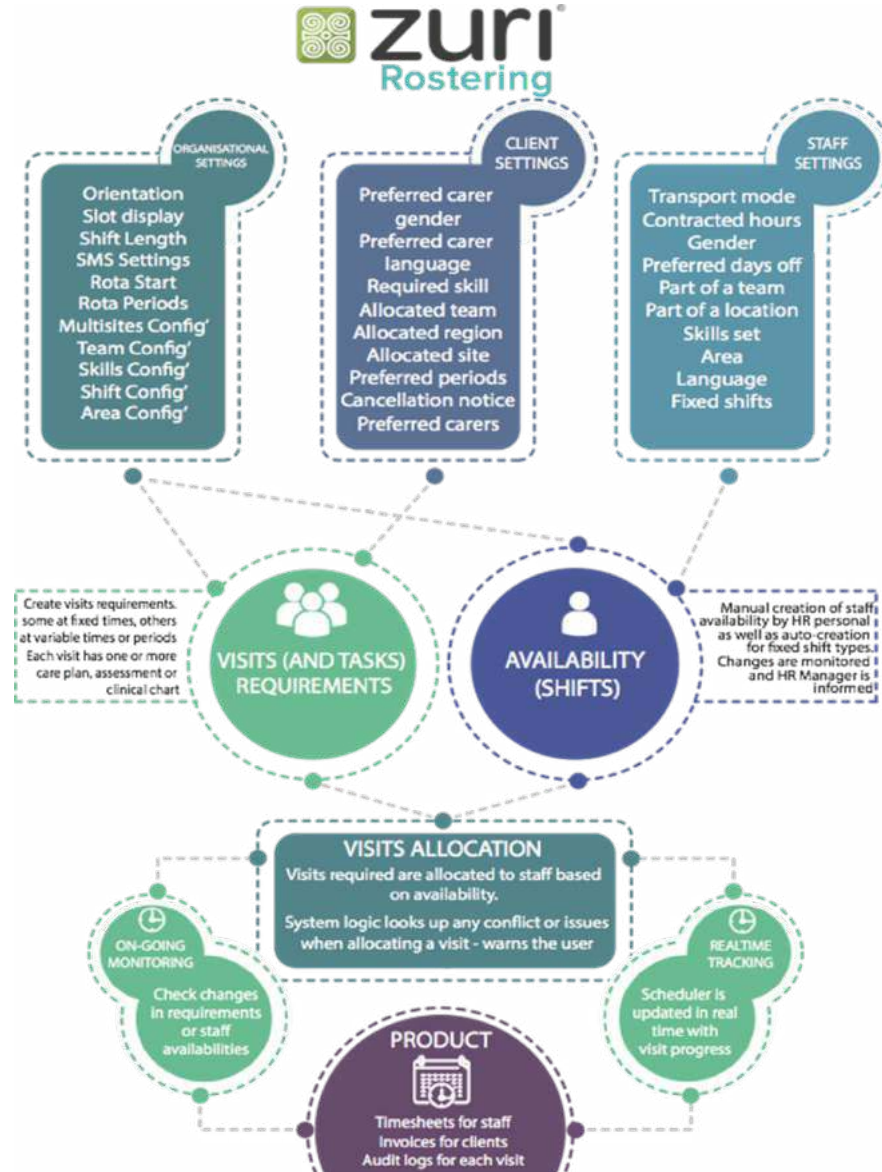 zuri®
Rostering
ORGANISATIONAL
SETTINGS
Orientation
Slot display
Shift Length
SMS Settings
Rota Start
Rota Periods
Multisites Config'
Team Config'
Skills Config'
Shift Config'
Area Config'
CLIENT
SETTINGS
Preferred carer
gender
Preferred carer
language
Required skill
Allocated team
Allocated region
Allocated site
Preferred periods
Cancellation notice
Preferred carers
STAFF
SETTINGS
Transport mode
Contracted hours
Gender
Preferred days off
Part of a team
Part of a location
Skills set
Area
Language
Fixed shifts
Create visits requirements.
some at fixed times, others
at variable times or periods
Each visit has one or more
care plan, assessment or
clinical chart
VISITS (AND TASKS)
REQUIREMENTS
AVAILABILITY
(SHIFTS)
Manual creation of staff
availability by HR personal
as well as auto-creation
for fixed shift types.
Changes are monitored
and HR Manager is
informed
VISITS ALLOCATION
Visits required are allocated to staff based
on availability.
System logic looks up any conflict or issues
when allocating a visit - warns the user
ON-GOING
MONITORING
Check changes
in requirements
or staff
availabilities
REALTIME
TRACKING
Scheduler is
updated in real
time with
visit progress
PRODUCT
Timesheets for staff
Invoices for clients
Audit logs for each visit